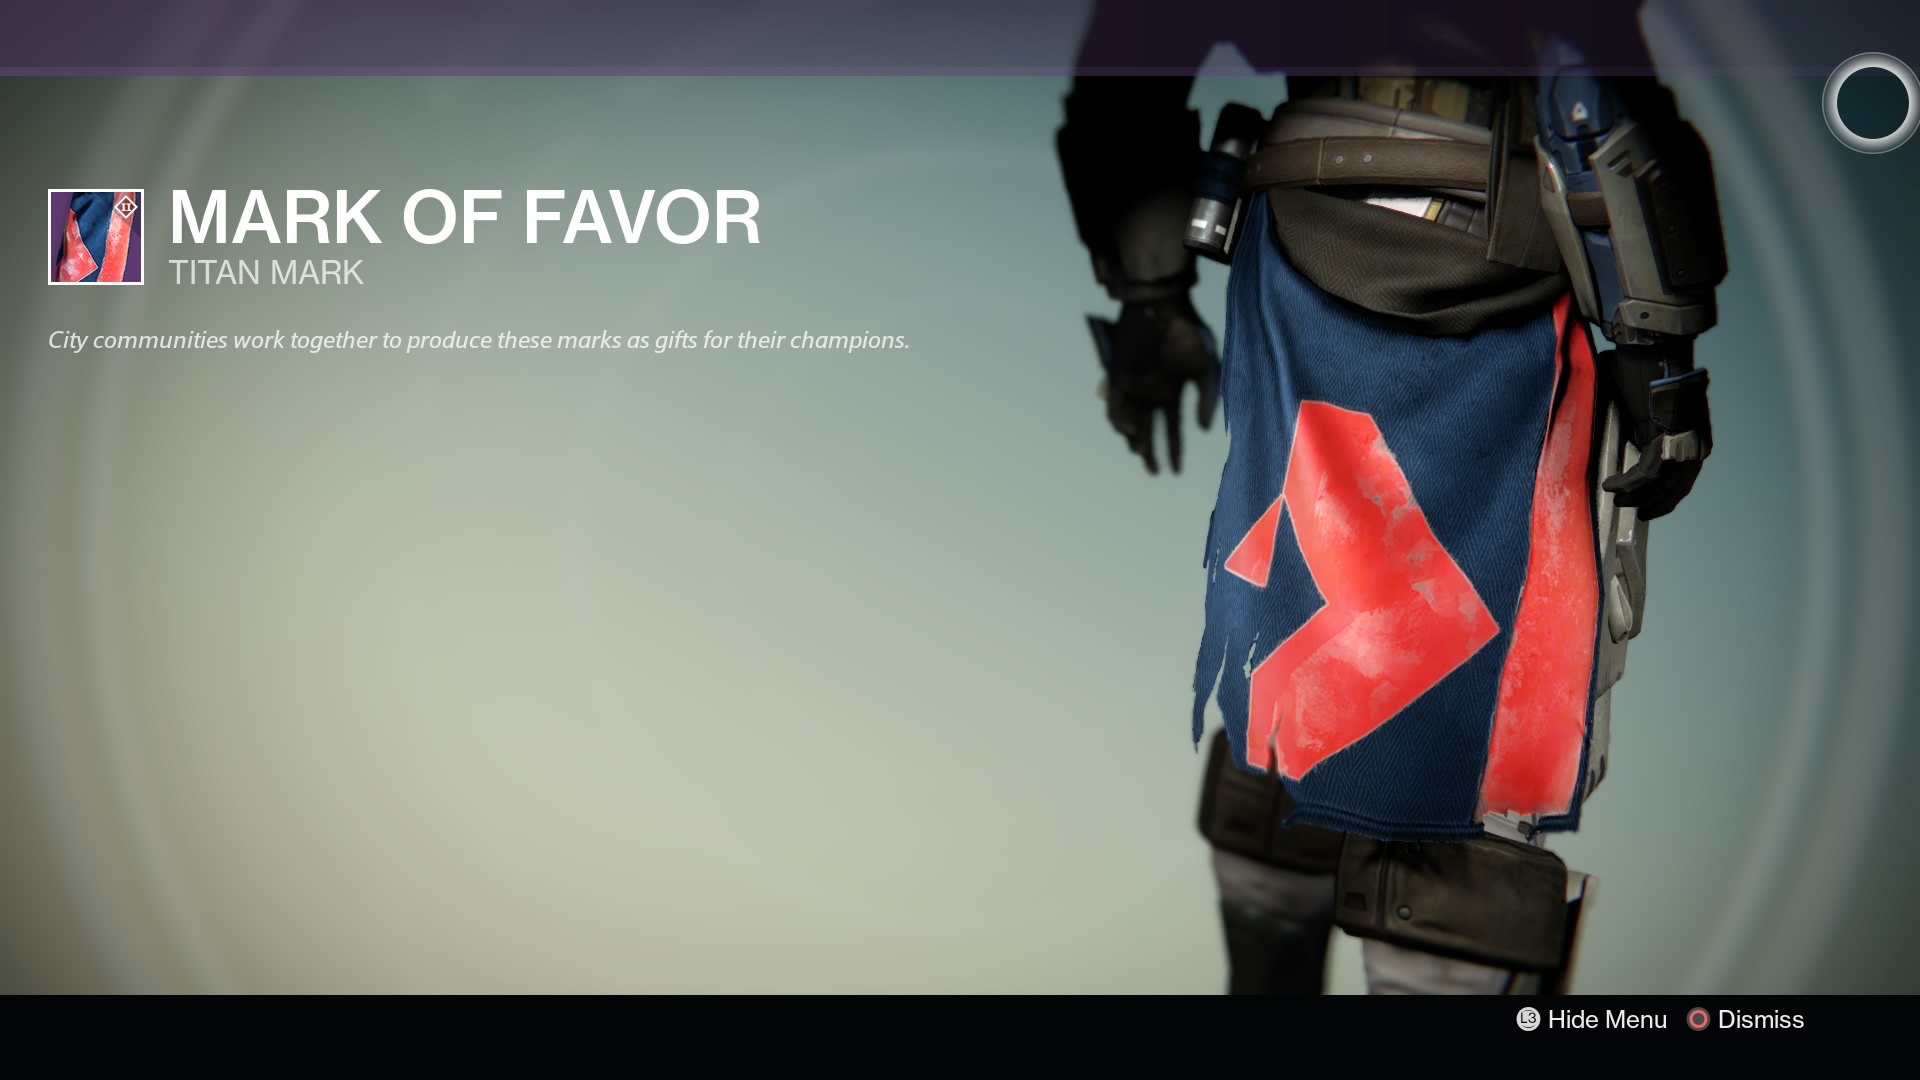 MARK OF FAVOR
TITAN MARK
City communities work together to produce these marks as gifts for their champions.
L3 Hide Menu Dismiss